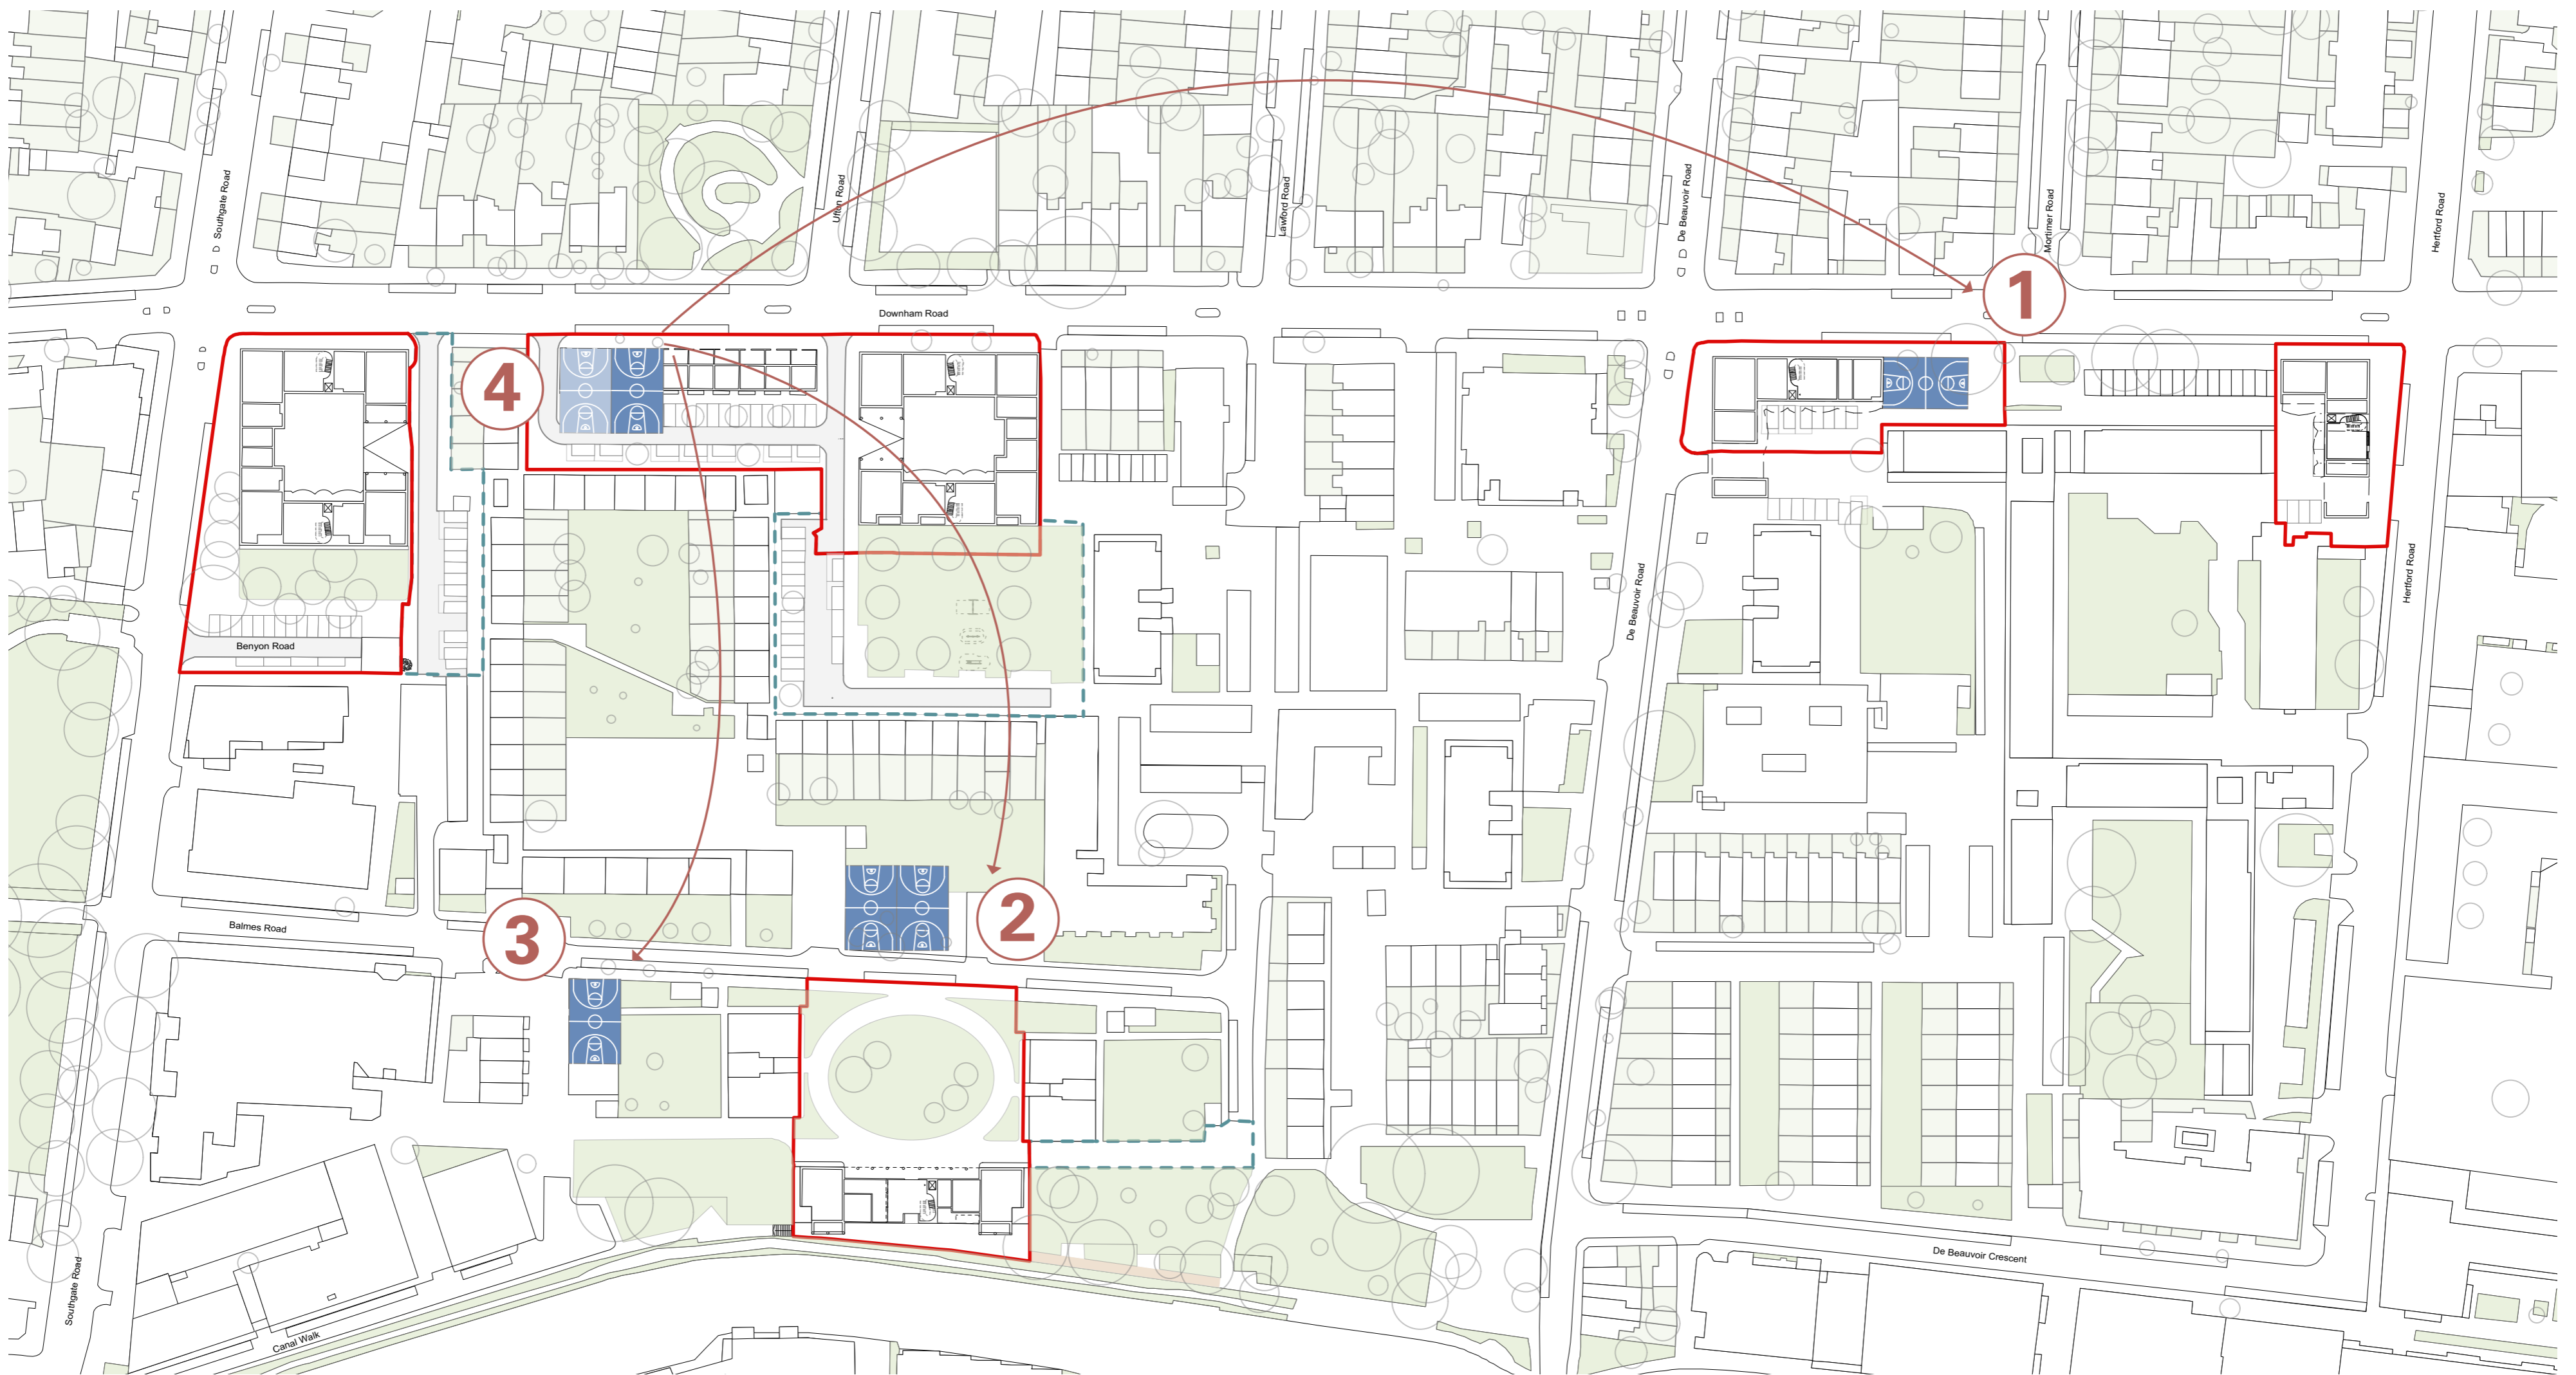 Southgate Road
Ufton Road
Lawford Road
De Beauvoir Road
Mortimer Road
Hertford Road
1
Downham Road
4
De Beauvoir Road
Hertford Road
Benyon Road
2
3
Balmes Road
De Beauvoir Crescent
Southgate Road
Canal Walk